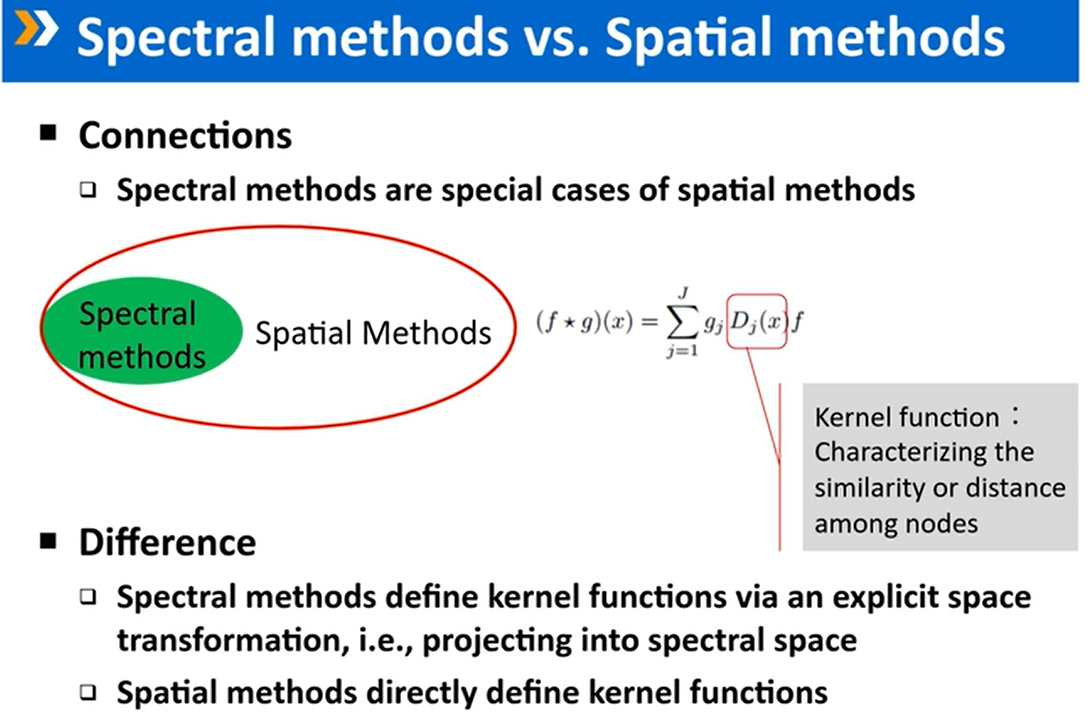 Spectral methods vs. Spatial methods
■ Connections
❑ Spectral methods are special cases of spatial methods
Spectral
methods
Spatial Methods
(f ⋆ g)(x) = ∑_{j=1}^{J} g_j D_j(x) f
Kernel function：
Characterizing the
similarity or distance
among nodes
■ Difference
❑ Spectral methods define kernel functions via an explicit space
transformation, i.e., projecting into spectral space
❑ Spatial methods directly define kernel functions